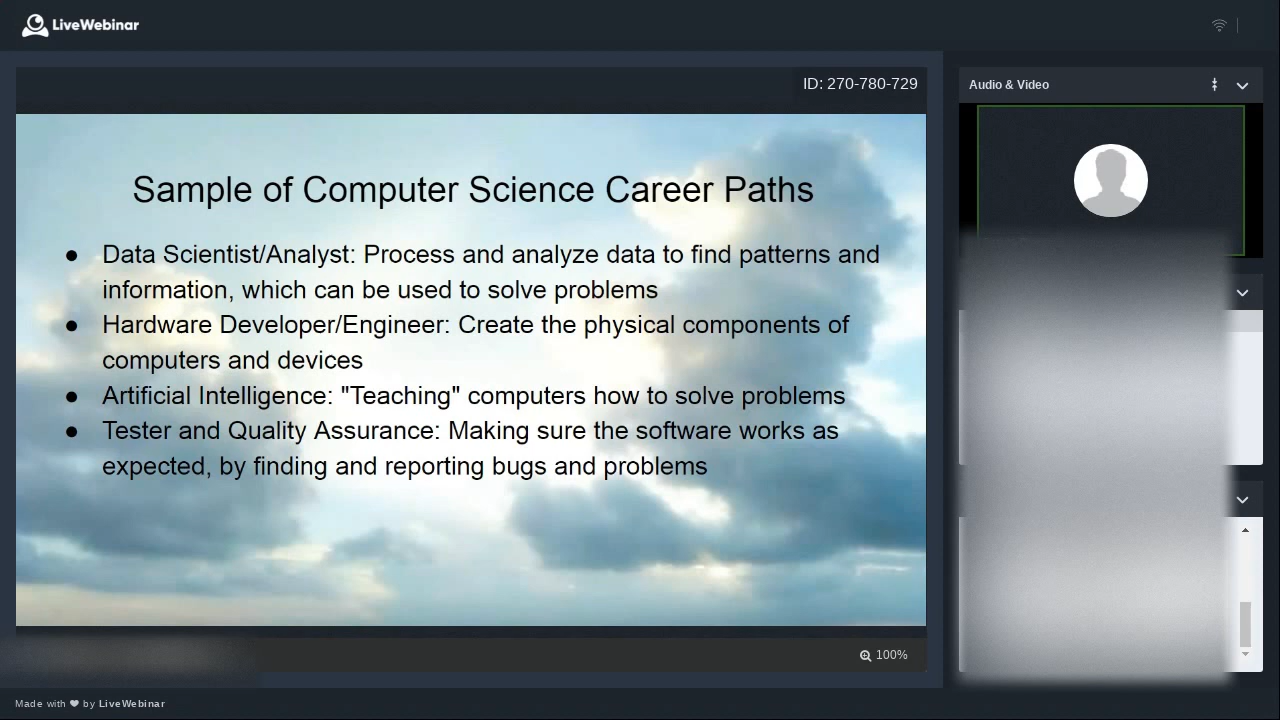 LiveWebinar
ID: 270-780-729
Audio & Video
Sample of Computer Science Career Paths
● Data Scientist/Analyst: Process and analyze data to find patterns and
information, which can be used to solve problems
● Hardware Developer/Engineer: Create the physical components of
computers and devices
● Artificial Intelligence: "Teaching" computers how to solve problems
● Tester and Quality Assurance: Making sure the software works as
expected, by finding and reporting bugs and problems
100%
Made with ❤ by LiveWebinar